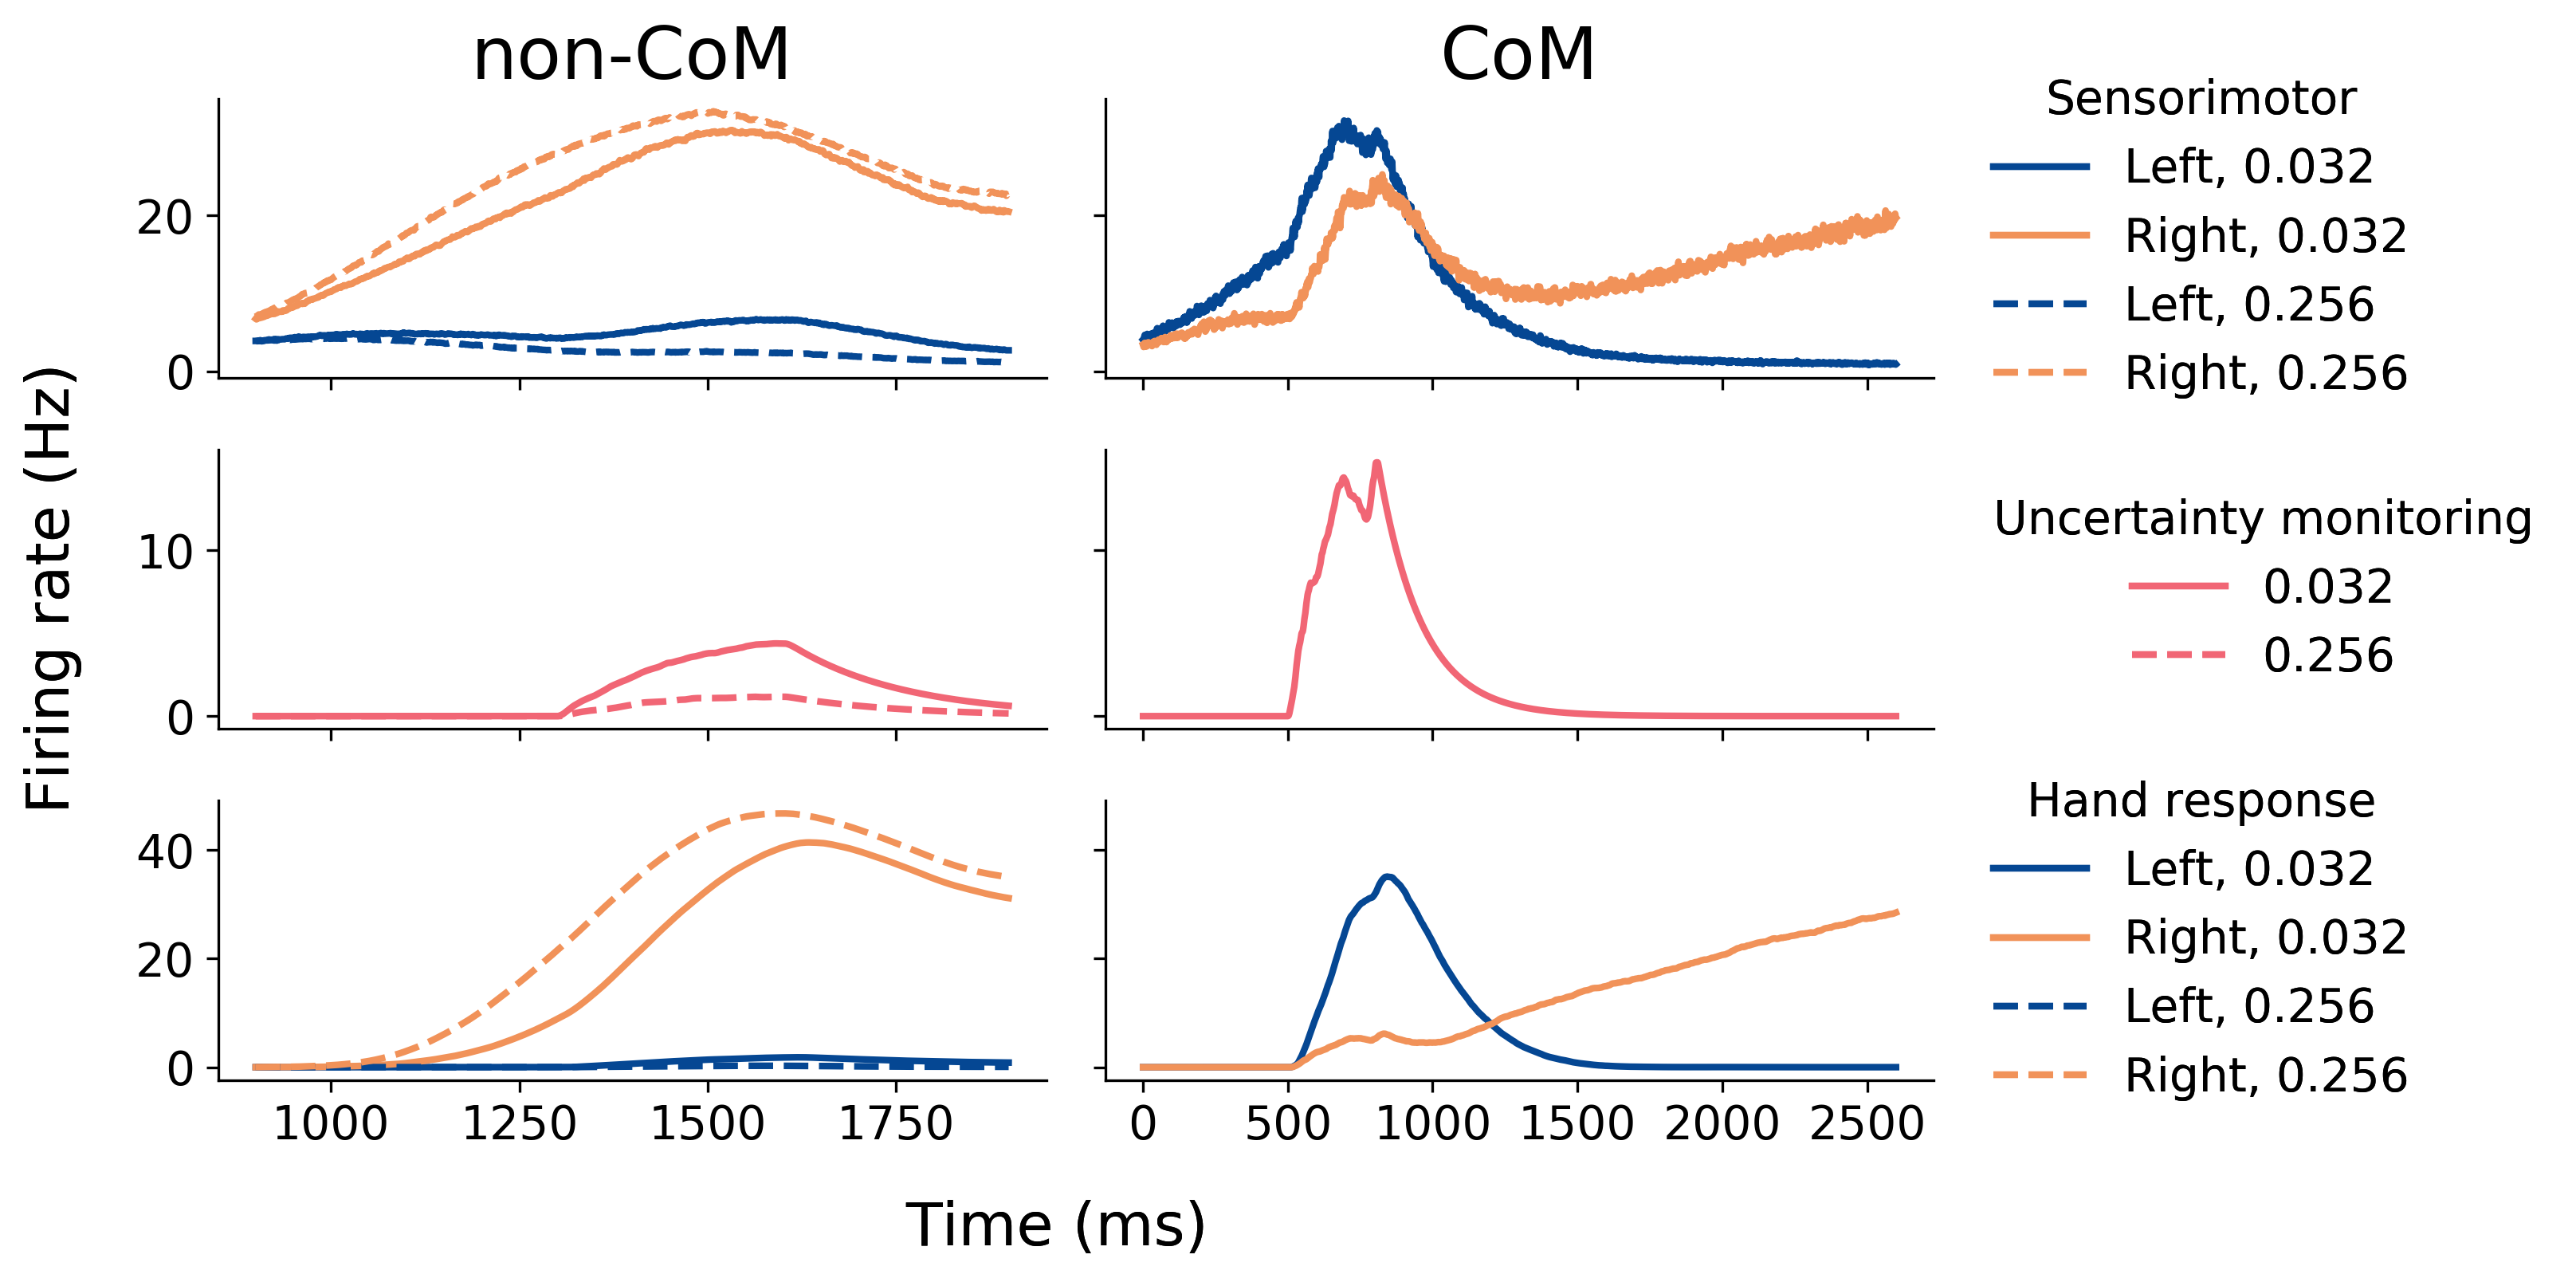 non-CoM
CoM
Firing rate (Hz)
20
0
10
0
40
20
0
1000 1250 1500 1750
0 500 1000 1500 2000 2500
Time (ms)
Sensorimotor
Left, 0.032
Right, 0.032
Left, 0.256
Right, 0.256
Uncertainty monitoring
0.032
0.256
Hand response
Left, 0.032
Right, 0.032
Left, 0.256
Right, 0.256